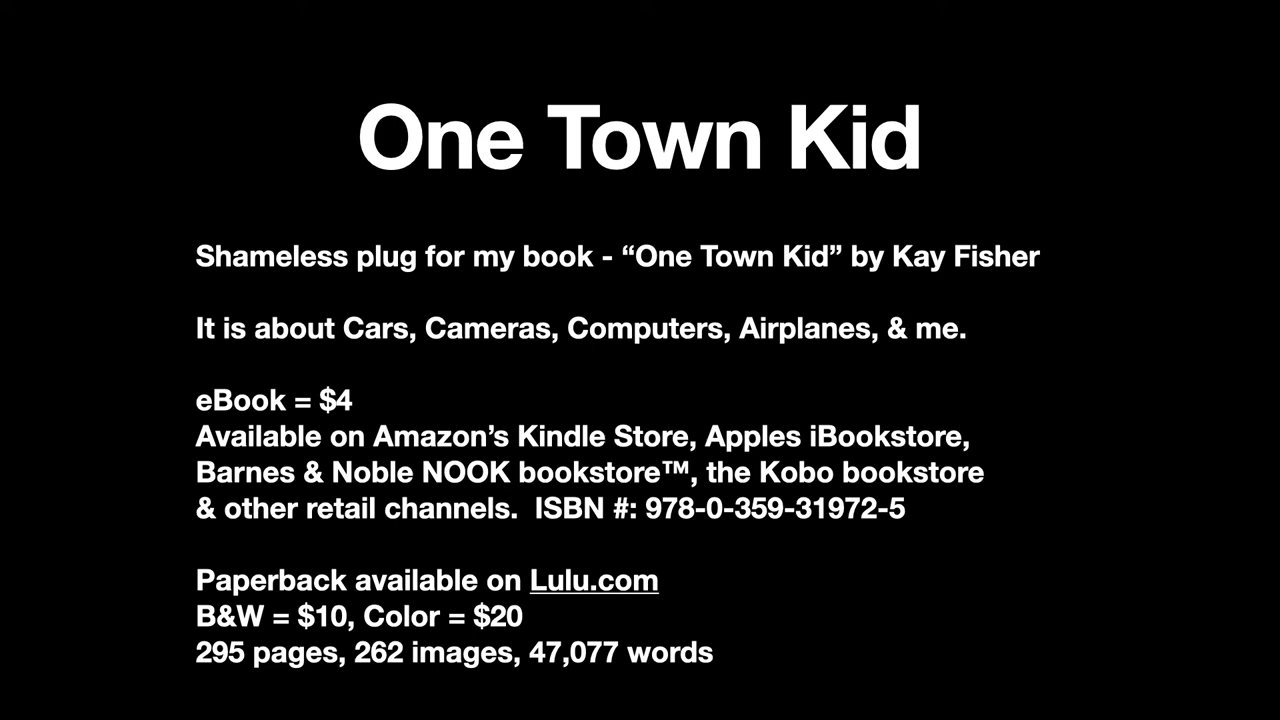 One Town Kid
Shameless plug for my book - “One Town Kid” by Kay Fisher
It is about Cars, Cameras, Computers, Airplanes, & me.
eBook = $4
Available on Amazon’s Kindle Store, Apples iBookstore,
Barnes & Noble NOOK bookstore™, the Kobo bookstore
& other retail channels.  ISBN #: 978-0-359-31972-5
Paperback available on Lulu.com
B&W = $10, Color = $20
295 pages, 262 images, 47,077 words